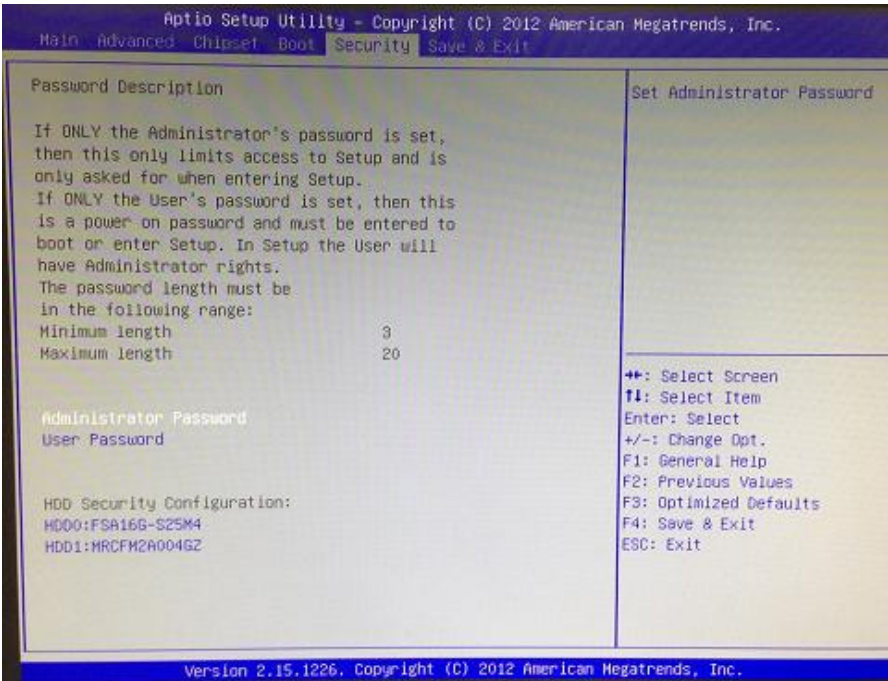 Aptio Setup Utility - Copyright (C) 2012 American Megatrends, Inc.
Main Advanced Chipset Boot Security Save & Exit
Password Description
If ONLY the Administrator's password is set,
then this only limits access to Setup and is
only asked for when entering Setup.
If ONLY the User's password is set, then this
is a power on password and must be entered to
boot or enter Setup. In Setup the User will
have Administrator rights.
The password length must be
in the following range:
Minimum length 3
Maximum length 20
Administrator Password
User Password
HDD Security Configuration:
HDD0:FSA16G-S25M4
HDD1:MRCFM2A004GZ
Set Administrator Password
→←: Select Screen
↑↓: Select Item
Enter: Select
+/-: Change Opt.
F1: General Help
F2: Previous Values
F3: Optimized Defaults
F4: Save & Exit
ESC: Exit
Version 2.15.1226. Copyright (C) 2012 American Megatrends, Inc.